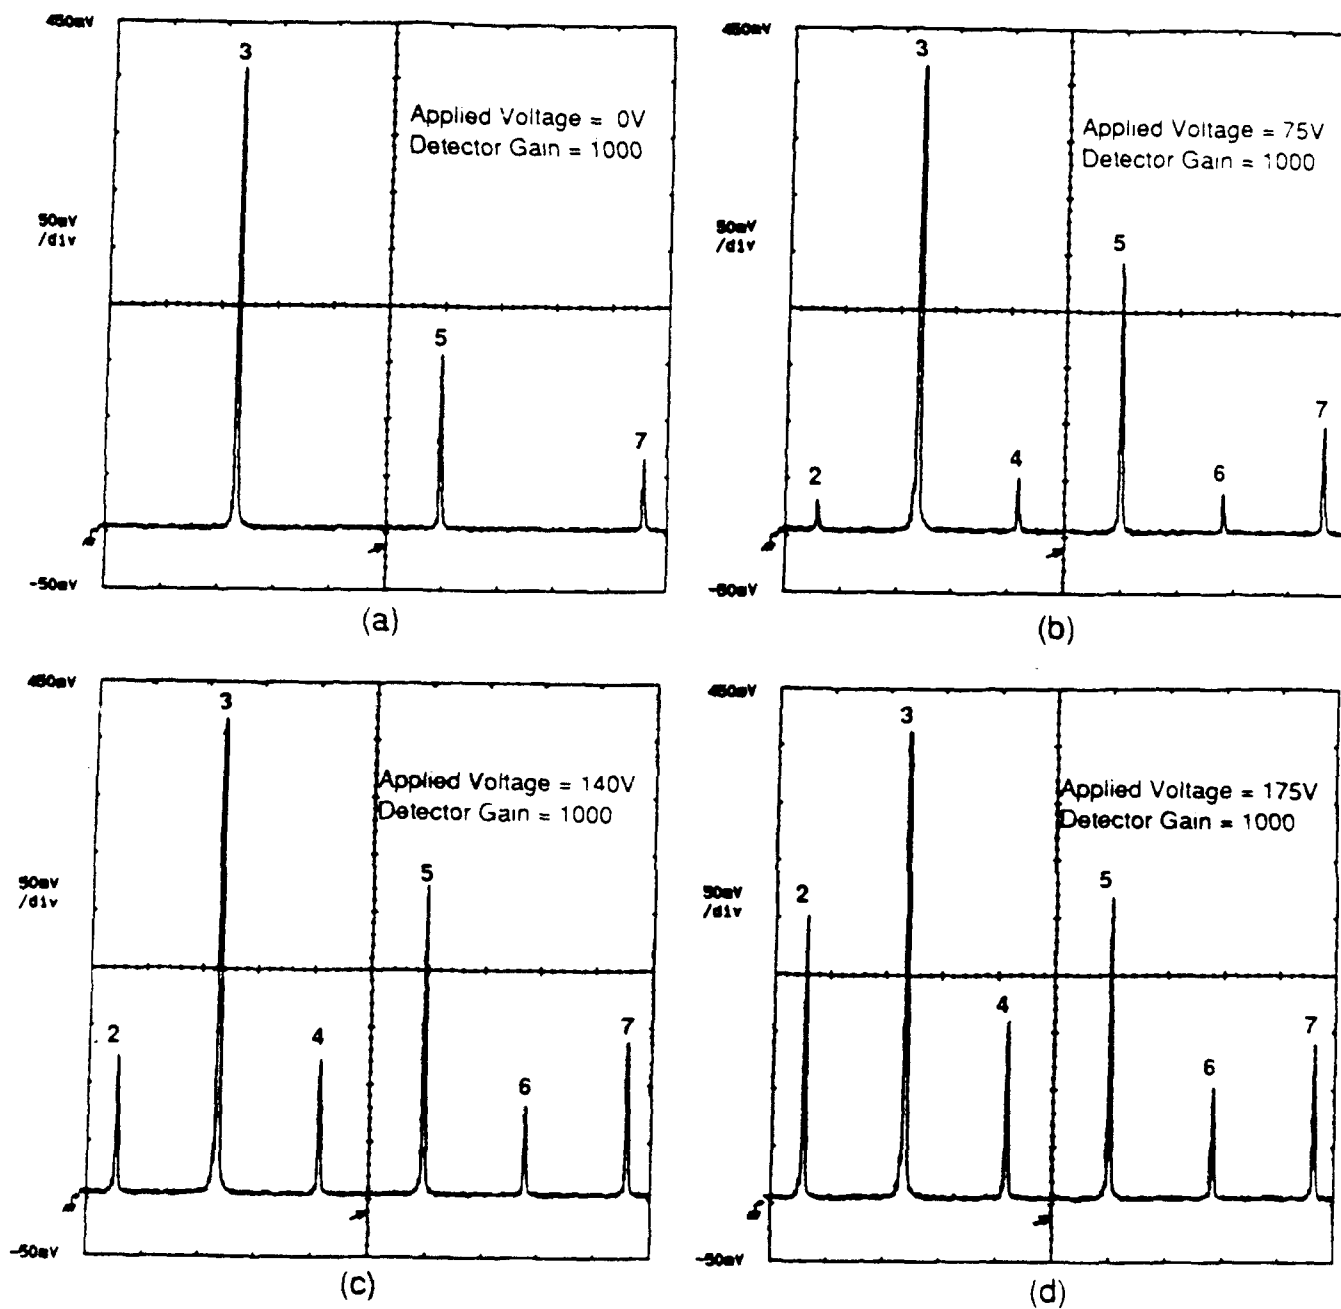 450mV
3
Applied Voltage = 0V
Detector Gain = 1000
50mV
/div
5
7
-50mV
(a)
450mV
3
Applied Voltage = 75V
Detector Gain = 1000
50mV
/div
5
7
2
4
6
-50mV
(b)
450mV
3
Applied Voltage = 140V
Detector Gain = 1000
50mV
/div
5
2
4
7
6
-50mV
(c)
450mV
3
Applied Voltage = 175V
Detector Gain = 1000
50mV
/div
2
5
4
7
6
-50mV
(d)